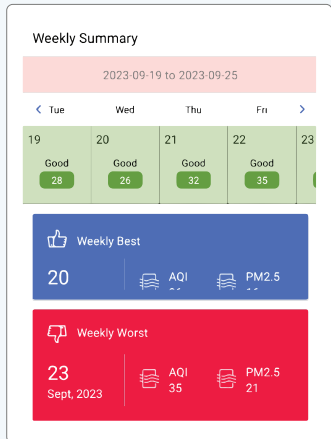 Weekly Summary
2023-09-19 to 2023-09-25
Tue Wed Thu Fri
19 20 21 22 23
Good Good Good Good
28 26 32 35
Weekly Best
20 AQI PM2.5
Weekly Worst
23 AQI PM2.5
Sept, 2023 35 21